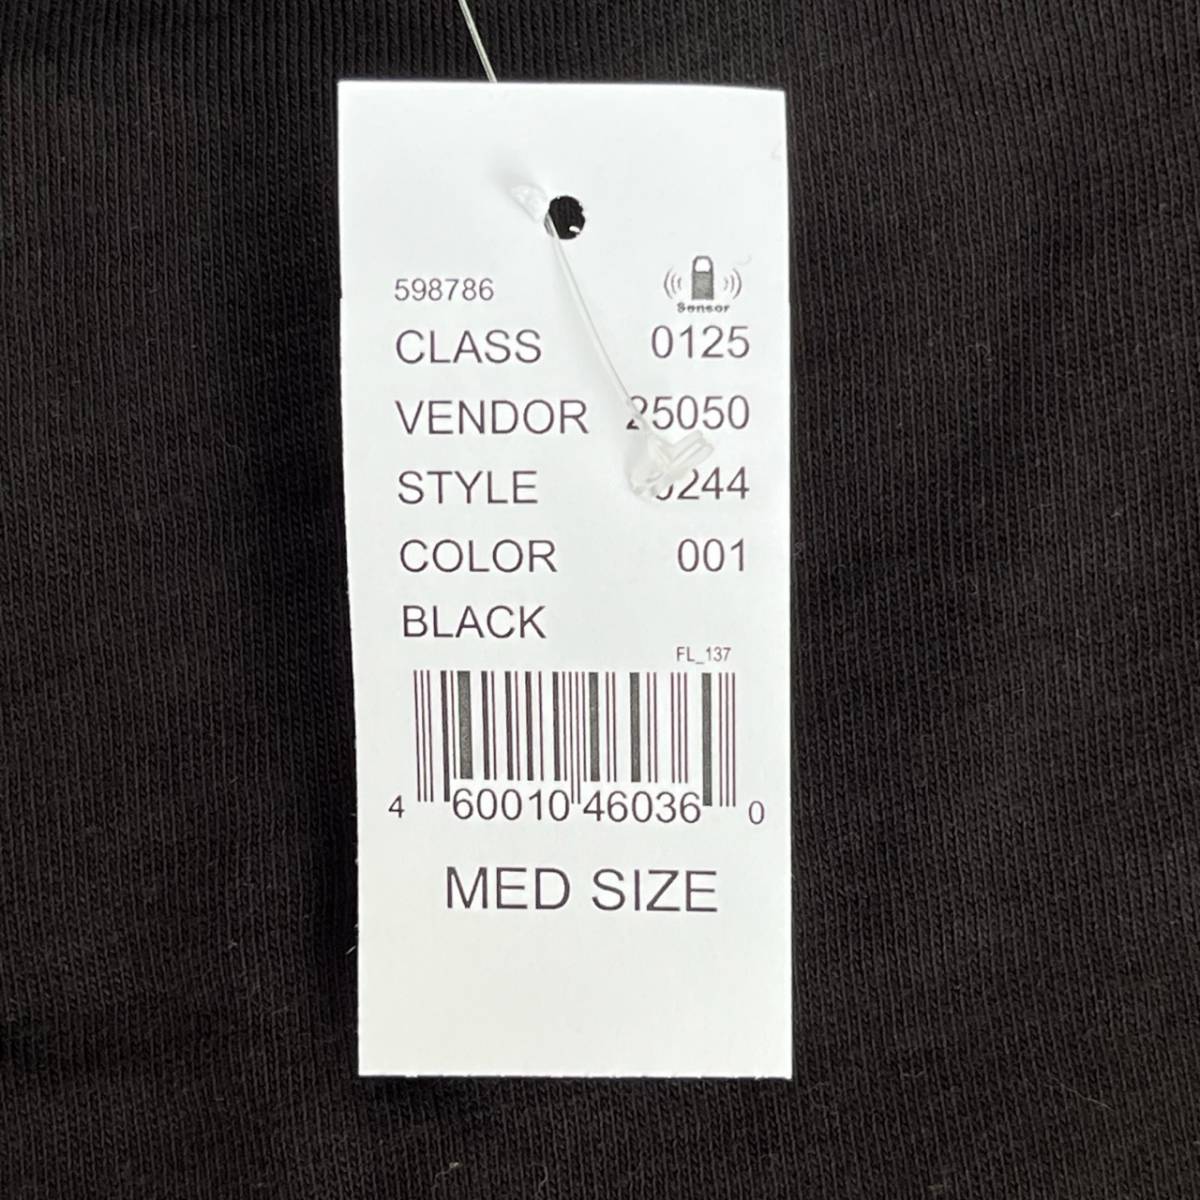 598786
Sensor
CLASS 0125
VENDOR 25050
STYLE
COLOR 001
BLACK
FL_137
4 60010 46036 0
MED SIZE